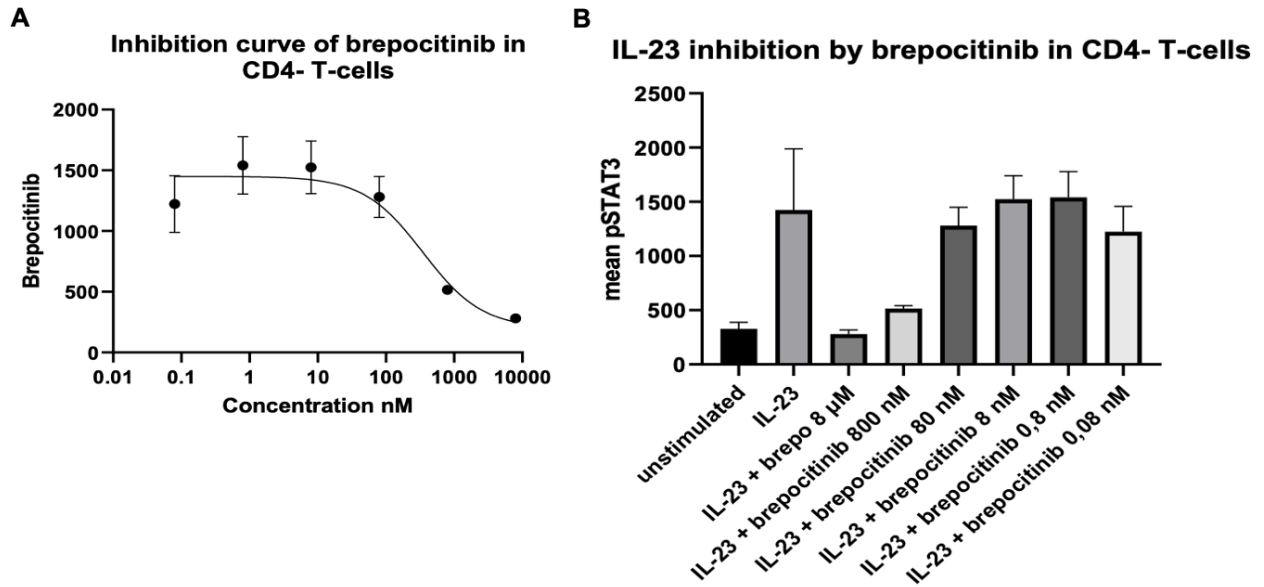 A
Inhibition curve of brepocitinib in
CD4- T-cells
Brepocitinib
2000
1500
1000
500
0
0.01
0.1
1
10
100
1000
10000
Concentration nM
B
IL-23 inhibition by brepocitinib in CD4- T-cells
mean pSTAT3
2500
2000
1500
1000
500
0
unstimulated
IL-23
IL-23 + brepo 8 µM
IL-23 + brepocitinib 800 nM
IL-23 + brepocitinib 80 nM
IL-23 + brepocitinib 8 nM
IL-23 + brepocitinib 0,8 nM
IL-23 + brepocitinib 0,08 nM